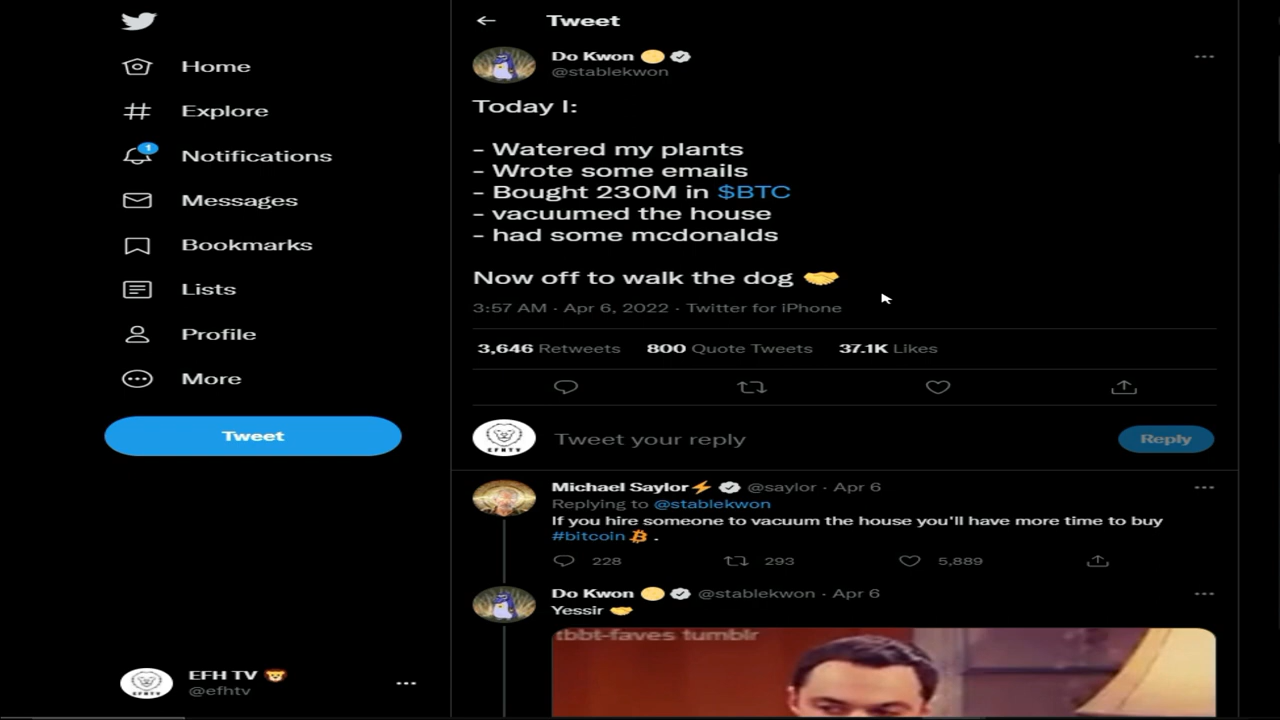 Tweet
Home
Explore
1
Notifications
Messages
Bookmarks
Lists
Profile
More
Tweet
EFH TV 🦁
@efhtv
Do Kwon 🌕
@stablekwon
Today I:
- Watered my plants
- Wrote some emails
- Bought 230M in $BTC
- vacuumed the house
- had some mcdonalds
Now off to walk the dog 🤝
3:57 AM · Apr 6, 2022 · Twitter for iPhone
3,646 Retweets 800 Quote Tweets 37.1K Likes
EFHTV
Tweet your reply
Reply
Michael Saylor⚡ @saylor · Apr 6
Replying to @stablekwon
If you hire someone to vacuum the house you'll have more time to buy
#bitcoin .
228 293 5,889
Do Kwon 🌕 @stablekwon · Apr 6
Yessir 🤝
tbbt-faves tumblr